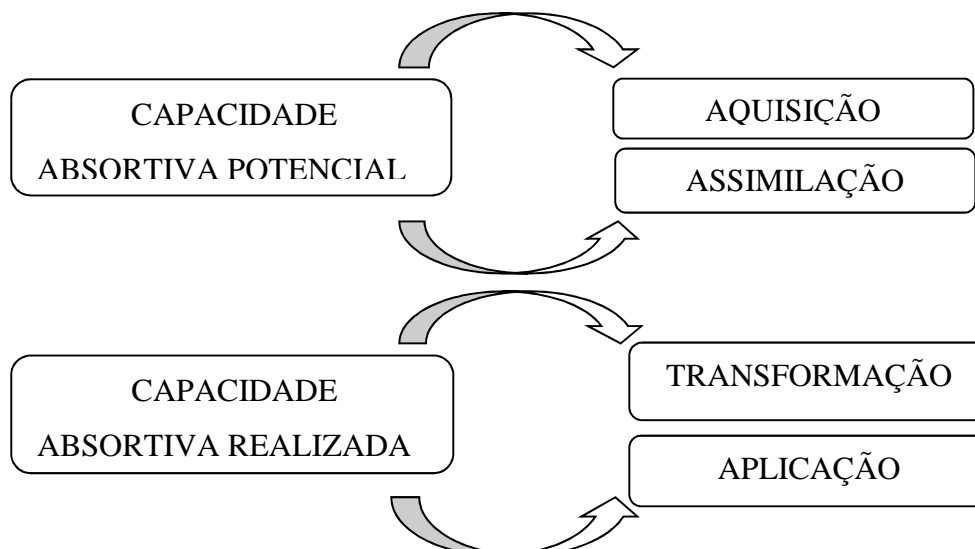 CAPACIDADE
ABSORTIVA POTENCIAL
AQUISIÇÃO
ASSIMILAÇÃO
CAPACIDADE
ABSORTIVA REALIZADA
TRANSFORMAÇÃO
APLICAÇÃO